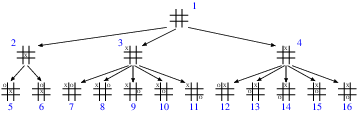 1
2 3 4
x x
x
o o x o x o x x x o x x x x x
x x o o o
o o o o
5 6 7 8 9 10 11 12 13 14 15 16